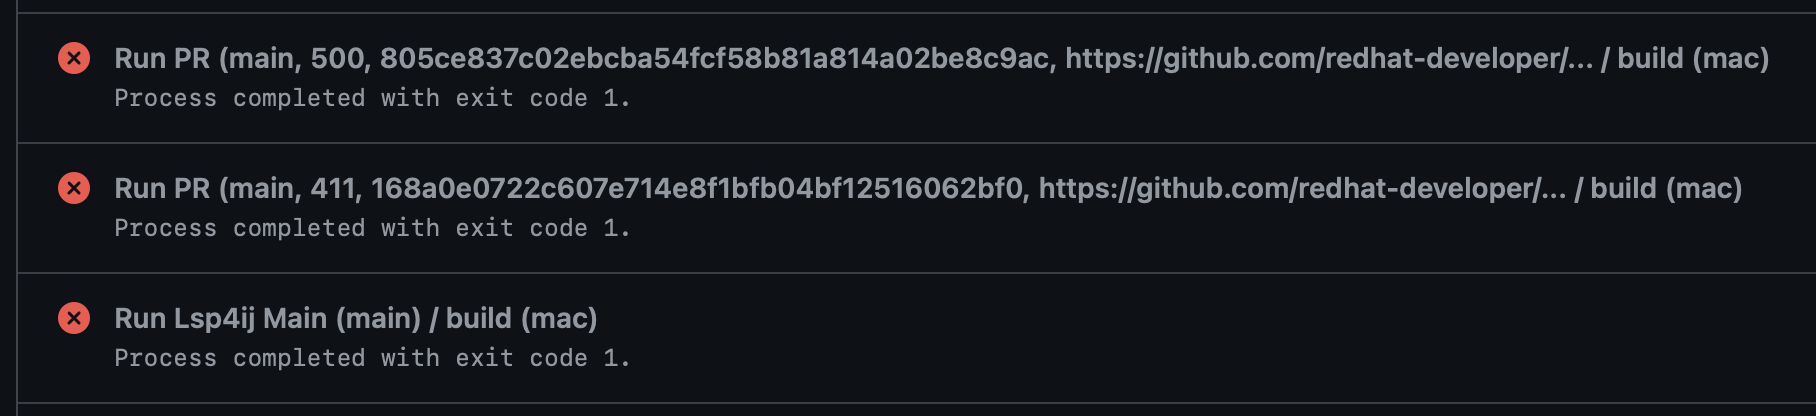 Run PR (main, 500, 805ce837c02ebcba54fcf58b81a814a02be8c9ac, https://github.com/redhat-developer/... / build (mac)
Process completed with exit code 1.
Run PR (main, 411, 168a0e0722c607e714e8f1bfb04bf12516062bf0, https://github.com/redhat-developer/... / build (mac)
Process completed with exit code 1.
Run Lsp4ij Main (main) / build (mac)
Process completed with exit code 1.